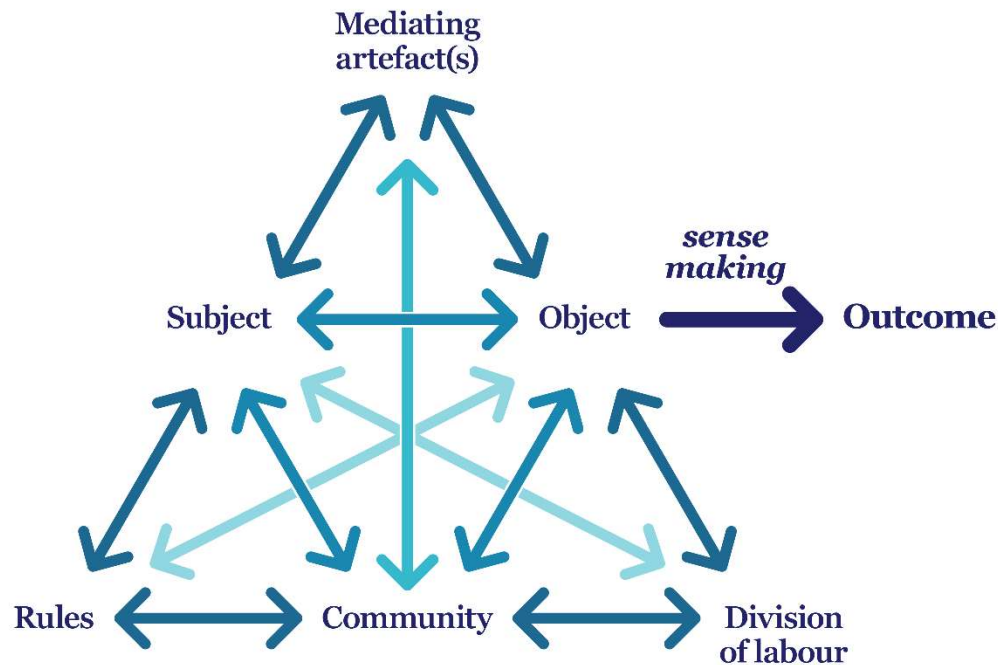 Mediating
artefact(s)
sense
making
Subject
Object
Outcome
Rules
Community
Division
of labour